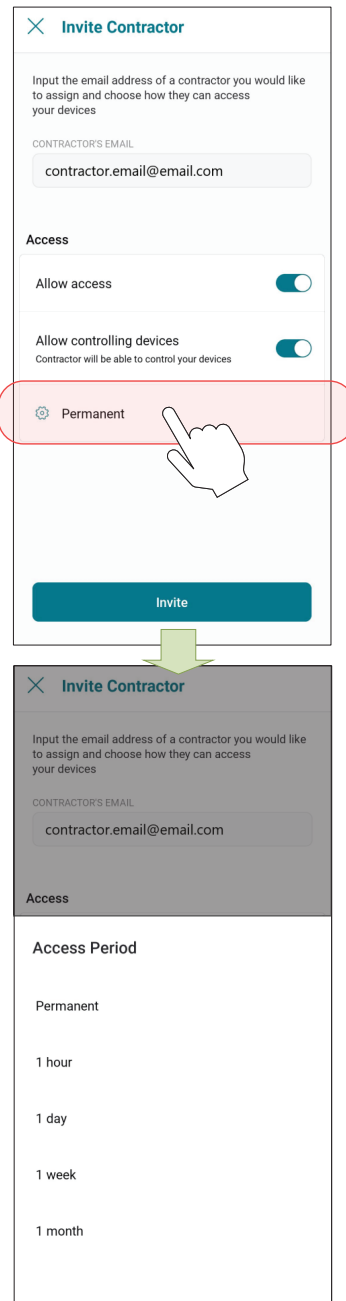 Invite Contractor
Input the email address of a contractor you would like
to assign and choose how they can access
your devices
CONTRACTOR'S EMAIL
contractor.email@email.com
Access
Allow access
Allow controlling devices
Contractor will be able to control your devices
Permanent
Invite
Invite Contractor
Input the email address of a contractor you would like
to assign and choose how they can access
your devices
CONTRACTOR'S EMAIL
contractor.email@email.com
Access
Access Period
Permanent
1 hour
1 day
1 week
1 month